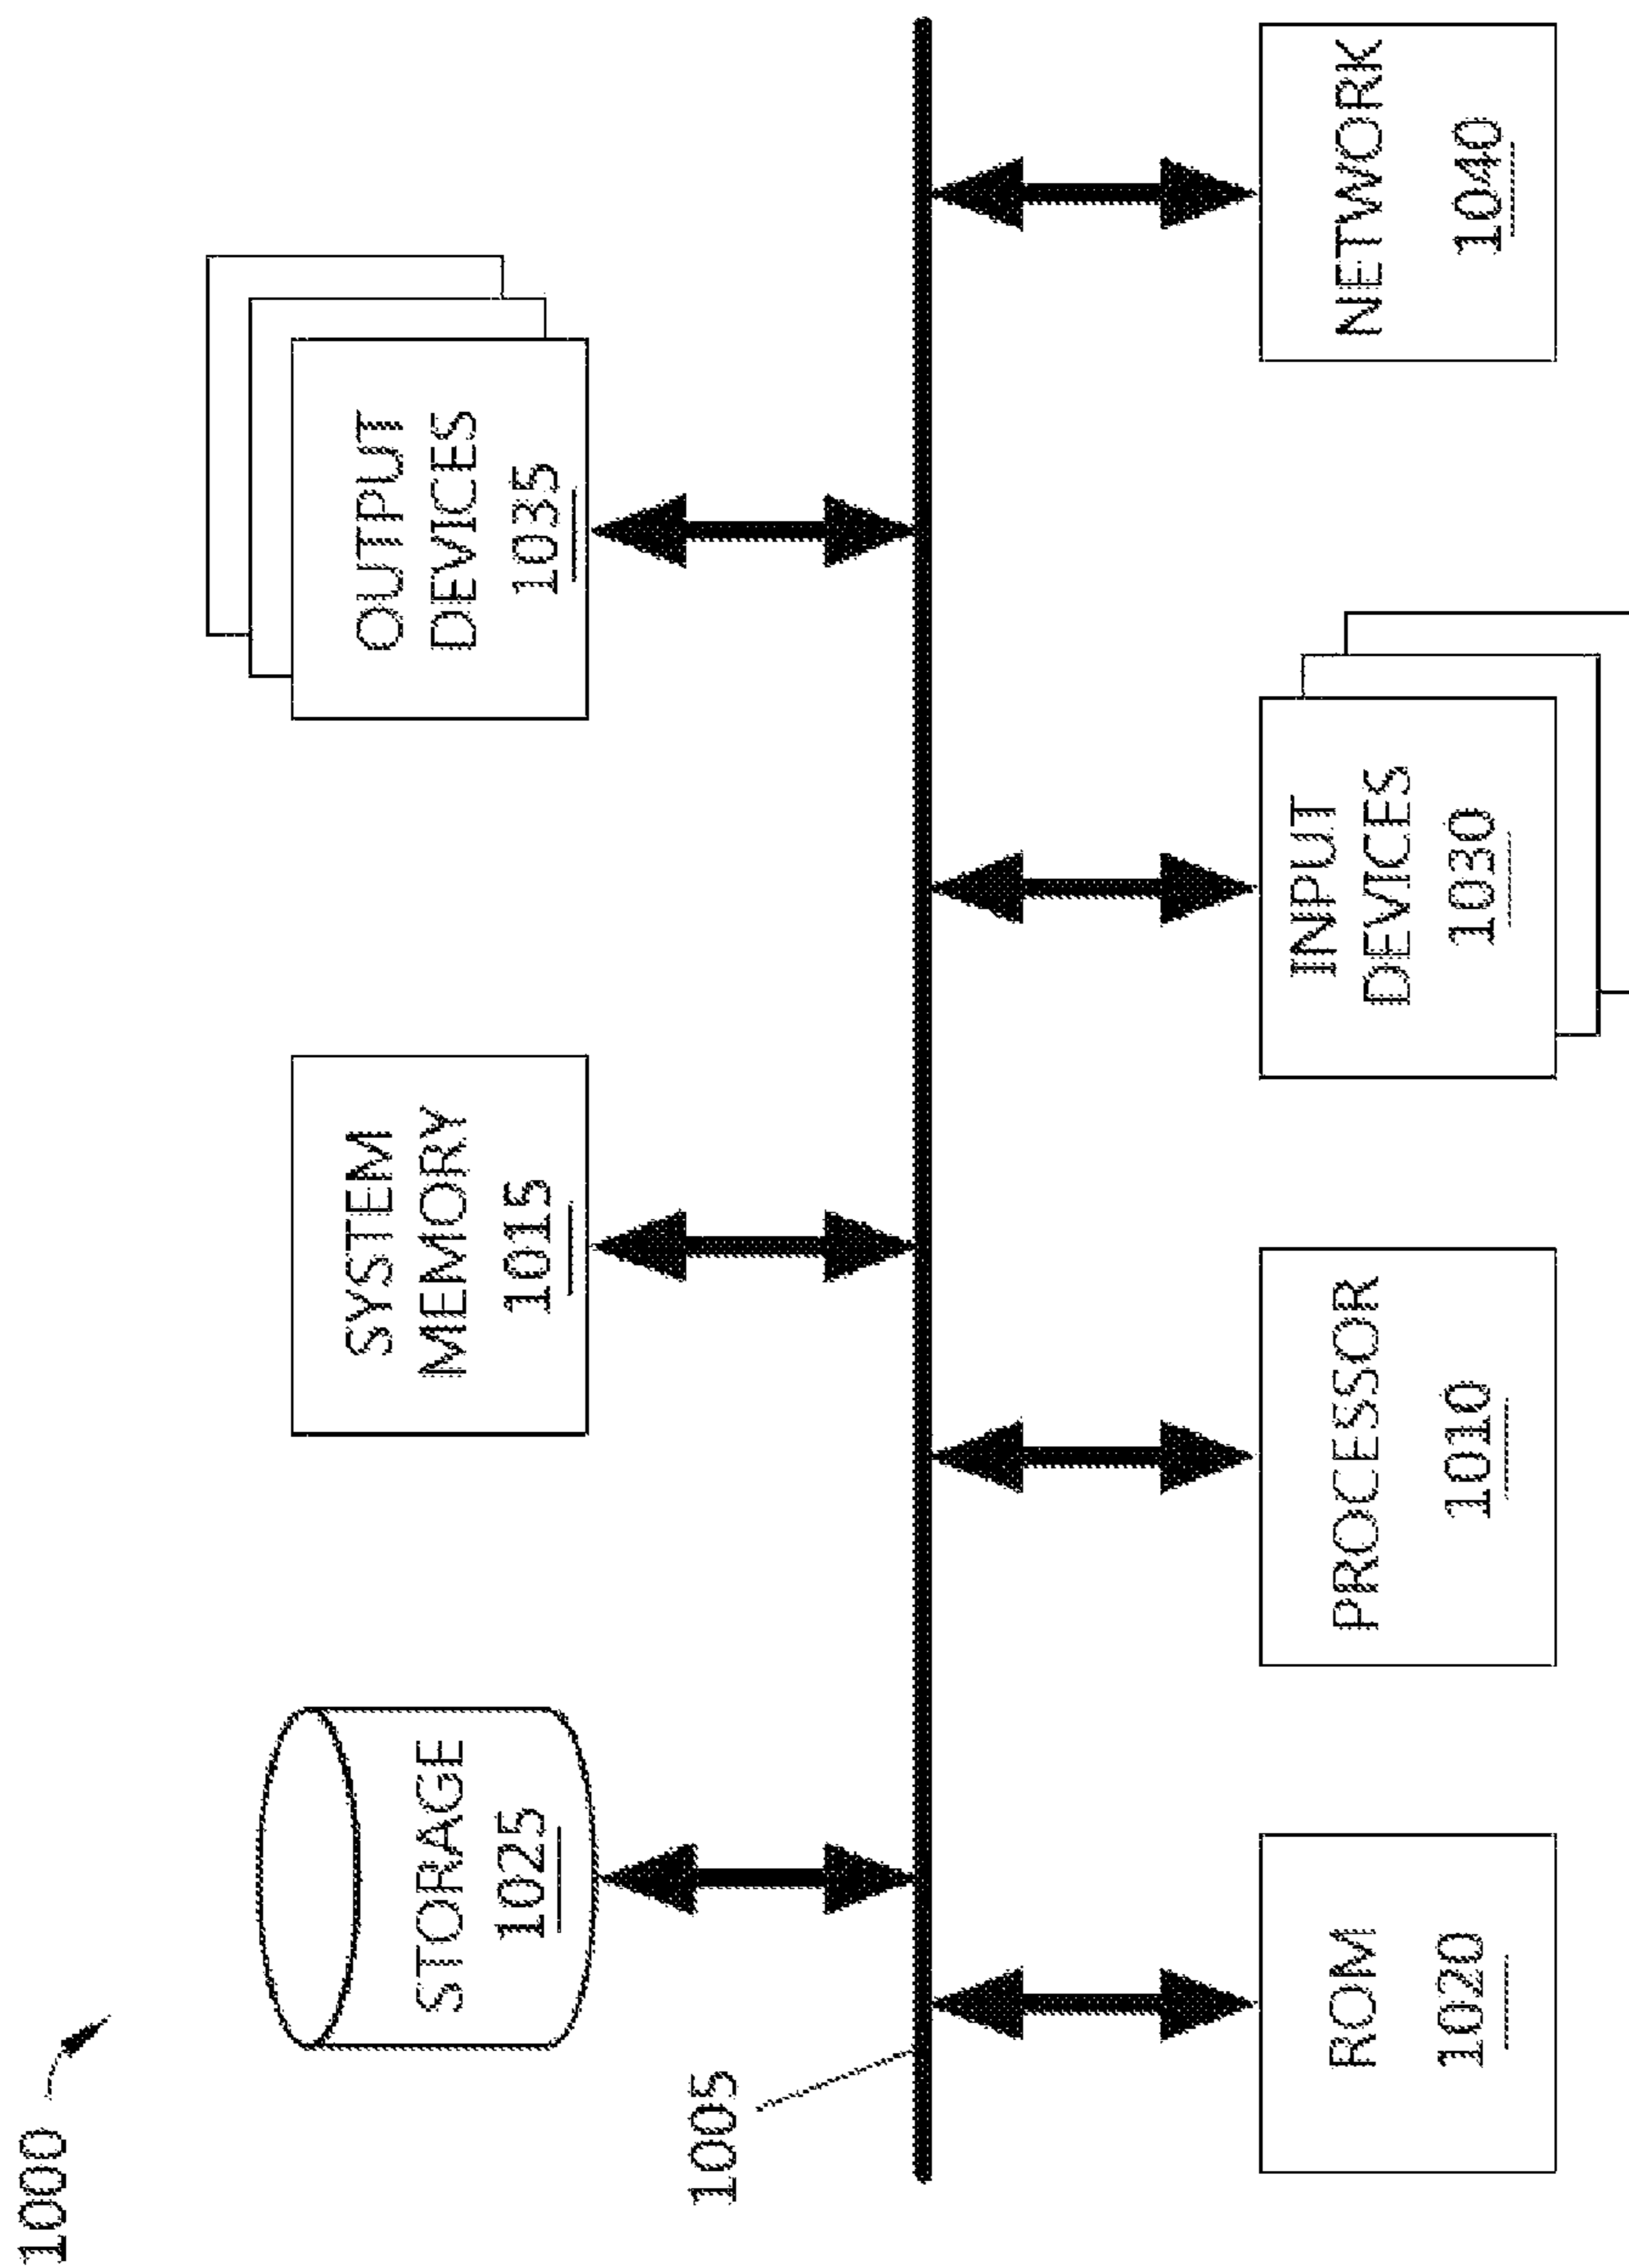 1000
STORAGE
1025
SYSTEM
MEMORY
1015
OUTPUT
DEVICES
1035
1005
ROM
1020
PROCESSOR
1010
INPUT
DEVICES
1030
NETWORK
1040